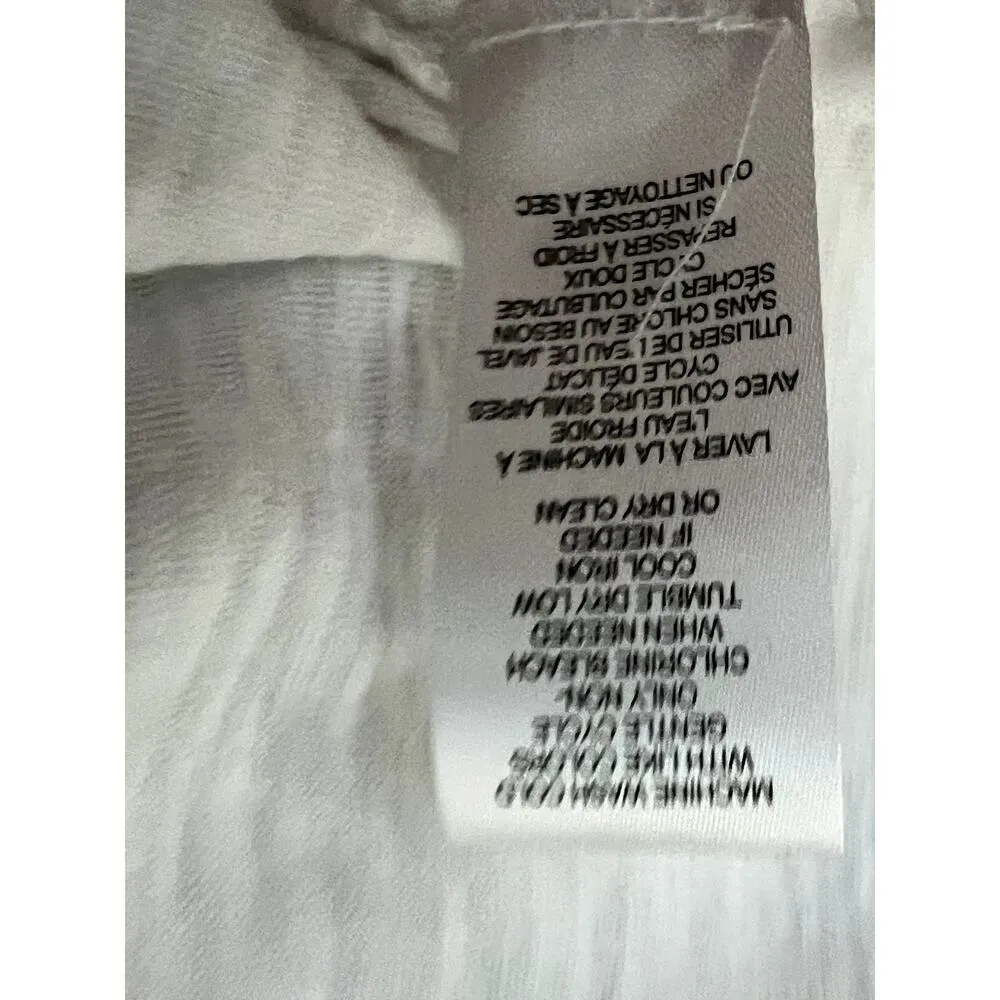 MACHINE WASH COLD
WITH LIKE COLORS
GENTLE CYCLE
ONLY NON-
CHLORINE BLEACH
WHEN NEEDED
TUMBLE DRY LOW
COOL IRON
IF NEEDED
OR DRY CLEAN
LAVER À LA MACHINE À
L'EAU FROIDE
AVEC COULEURS SIMILAIRES
CYCLE DÉLICAT
UTILISER DE L'EAU DE JAVEL
SANS CHLORE AU BESOIN
SÉCHER PAR CULBUTAGE
CYCLE DOUX
REPASSER À FROID
SI NÉCESSAIRE
OU NETTOYAGE À SEC